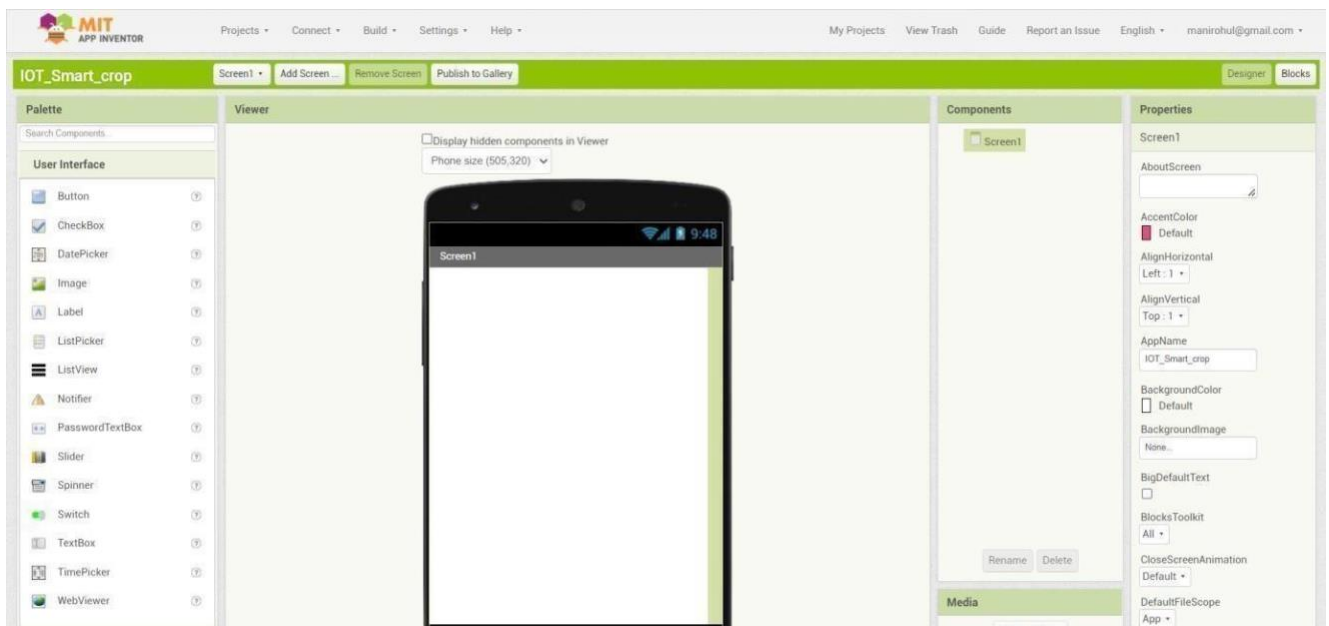 MIT
APP INVENTOR
Projects Connect Build Settings Help
My Projects View Trash Guide Report an Issue English manirohul@gmail.com
IOT_Smart_crop
Screen1 Add Screen ... Remove Screen Publish to Gallery
Designer Blocks
Palette
Search Components...
User Interface
Button
CheckBox
DatePicker
Image
Label
ListPicker
ListView
Notifier
PasswordTextBox
Slider
Spinner
Switch
TextBox
TimePicker
WebViewer
Viewer
Display hidden components in Viewer
Phone size (505,320)
9:48
Screen1
Components
Screen1
Rename Delete
Media
Properties
Screen1
AboutScreen
AccentColor
Default
AlignHorizontal
Left : 1
AlignVertical
Top : 1
AppName
IOT_Smart_crop
BackgroundColor
Default
BackgroundImage
None...
BigDefaultText
BlocksToolkit
All
CloseScreenAnimation
Default
DefaultFileScope
App